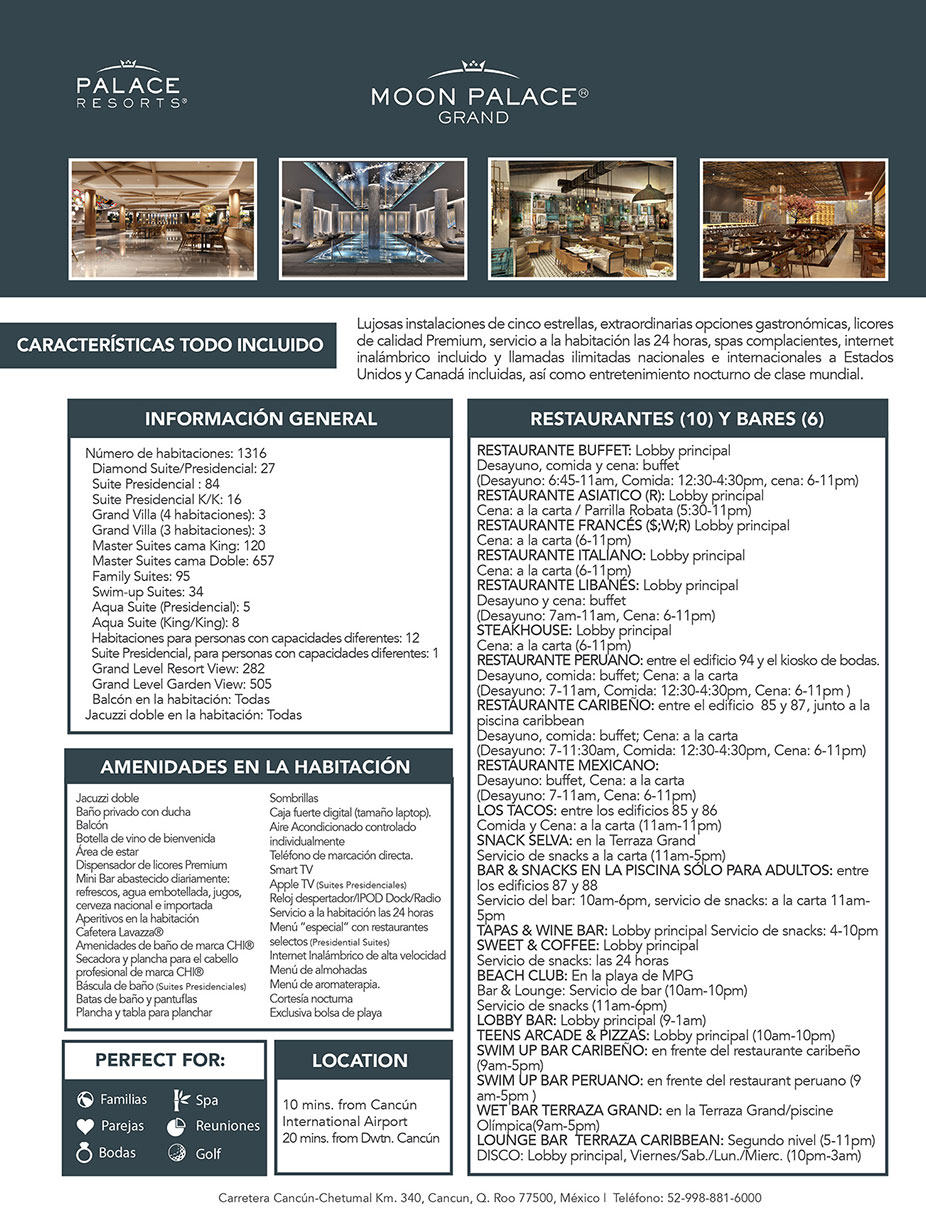 PALACE
RESORTS®
MOON PALACE®
GRAND
CARACTERÍSTICAS TODO INCLUIDO
Lujosas instalaciones de cinco estrellas, extraordinarias opciones gastronómicas, licores
de calidad Premium, servicio a la habitación las 24 horas, spas complacientes, internet
inalámbrico incluido y llamadas ilimitadas nacionales e internacionales a Estados
Unidos y Canadá incluidas, así como entretenimiento nocturno de clase mundial.
INFORMACIÓN GENERAL
Número de habitaciones: 1316
Diamond Suite/Presidencial: 27
Suite Presidencial : 84
Suite Presidencial K/K: 16
Grand Villa (4 habitaciones): 3
Grand Villa (3 habitaciones): 3
Master Suites cama King: 120
Master Suites cama Doble: 657
Family Suites: 95
Swim-up Suites: 34
Aqua Suite (Presidencial): 5
Aqua Suite (King/King): 8
Habitaciones para personas con capacidades diferentes: 12
Suite Presidencial, para personas con capacidades diferentes: 1
Grand Level Resort View: 282
Grand Level Garden View: 505
Balcón en la habitación: Todas
Jacuzzi doble en la habitación: Todas
AMENIDADES EN LA HABITACIÓN
Jacuzzi doble
Baño privado con ducha
Balcón
Botella de vino de bienvenida
Área de estar
Dispensador de licores Premium
Mini Bar abastecido diariamente:
refrescos, agua embotellada, jugos,
cerveza nacional e importada
Aperitivos en la habitación
Cafetera Lavazza®
Amenidades de baño de marca CHI®
Secadora y plancha para el cabello
profesional de marca CHI®
Báscula de baño (Suites Presidenciales)
Batas de baño y pantuflas
Plancha y tabla para planchar
Sombrillas
Caja fuerte digital (tamaño laptop).
Aire Acondicionado controlado
individualmente
Teléfono de marcación directa.
Smart TV
Apple TV (Suites Presidenciales)
Reloj despertador/IPOD Dock/Radio
Servicio a la habitación las 24 horas
Menú "especial" con restaurantes
selectos (Presidential Suites)
Internet Inalámbrico de alta velocidad
Menú de almohadas
Menú de aromaterapia.
Cortesía nocturna
Exclusiva bolsa de playa
PERFECT FOR:
Familias
Spa
Parejas
Reuniones
Bodas
Golf
LOCATION
10 mins. from Cancún
International Airport
20 mins. from Dwtn. Cancún
RESTAURANTES (10) Y BARES (6)
RESTAURANTE BUFFET: Lobby principal
Desayuno, comida y cena: buffet
(Desayuno: 6:45-11am, Comida: 12:30-4:30pm, cena: 6-11pm)
RESTAURANTE ASIATICO (R): Lobby principal
Cena: a la carta / Parrilla Robata (5:30-11pm)
RESTAURANTE FRANCÉS ($;W;R) Lobby principal
Cena: a la carta (6-11pm)
RESTAURANTE ITALIANO: Lobby principal
Cena: a la carta (6-11pm)
RESTAURANTE LIBANÉS: Lobby principal
Desayuno y cena: buffet
(Desayuno: 7am-11am, Cena: 6-11pm)
STEAKHOUSE: Lobby principal
Cena: a la carta (6-11pm)
RESTAURANTE PERUANO: entre el edificio 94 y el kiosko de bodas.
Desayuno, comida: buffet; Cena: a la carta
(Desayuno: 7-11am, Comida: 12:30-4:30pm, Cena: 6-11pm )
RESTAURANTE CARIBEÑO: entre el edificio 85 y 87, junto a la
piscina caribbean
Desayuno, comida: buffet; Cena: a la carta
(Desayuno: 7-11:30am, Comida: 12:30-4:30pm, Cena: 6-11pm)
RESTAURANTE MEXICANO:
Desayuno: buffet, Cena: a la carta
(Desayuno: 7-11am, Cena: 6-11pm)
LOS TACOS: entre los edificios 85 y 86
Comida y Cena: a la carta (11am-11pm)
SNACK SELVA: en la Terraza Grand
Servicio de snacks a la carta (11am-5pm)
BAR & SNACKS EN LA PISCINA SÓLO PARA ADULTOS: entre
los edificios 87 y 88
Servicio del bar: 10am-6pm, servicio de snacks: a la carta 11am-
5pm
TAPAS & WINE BAR: Lobby principal Servicio de snacks: 4-10pm
SWEET & COFFEE: Lobby principal
Servicio de snacks: las 24 horas
BEACH CLUB: En la playa de MPG
Bar & Lounge: Servicio de bar (10am-10pm)
Servicio de snacks (11am-6pm)
LOBBY BAR: Lobby principal (9-1am)
TEENS ARCADE & PIZZAS: Lobby principal (10am-10pm)
SWIM UP BAR CARIBEÑO: en frente del restaurante caribeño
(9am-5pm)
SWIM UP BAR PERUANO: en frente del restaurant peruano (9
am-5pm )
WET BAR TERRAZA GRAND: en la Terraza Grand/piscine
Olímpica(9am-5pm)
LOUNGE BAR TERRAZA CARIBBEAN: Segundo nivel (5-11pm)
DISCO: Lobby principal, Viernes/Sab./Lun./Mierc. (10pm-3am)
Carretera Cancún-Chetumal Km. 340, Cancun, Q. Roo 77500, México | Teléfono: 52-998-881-6000